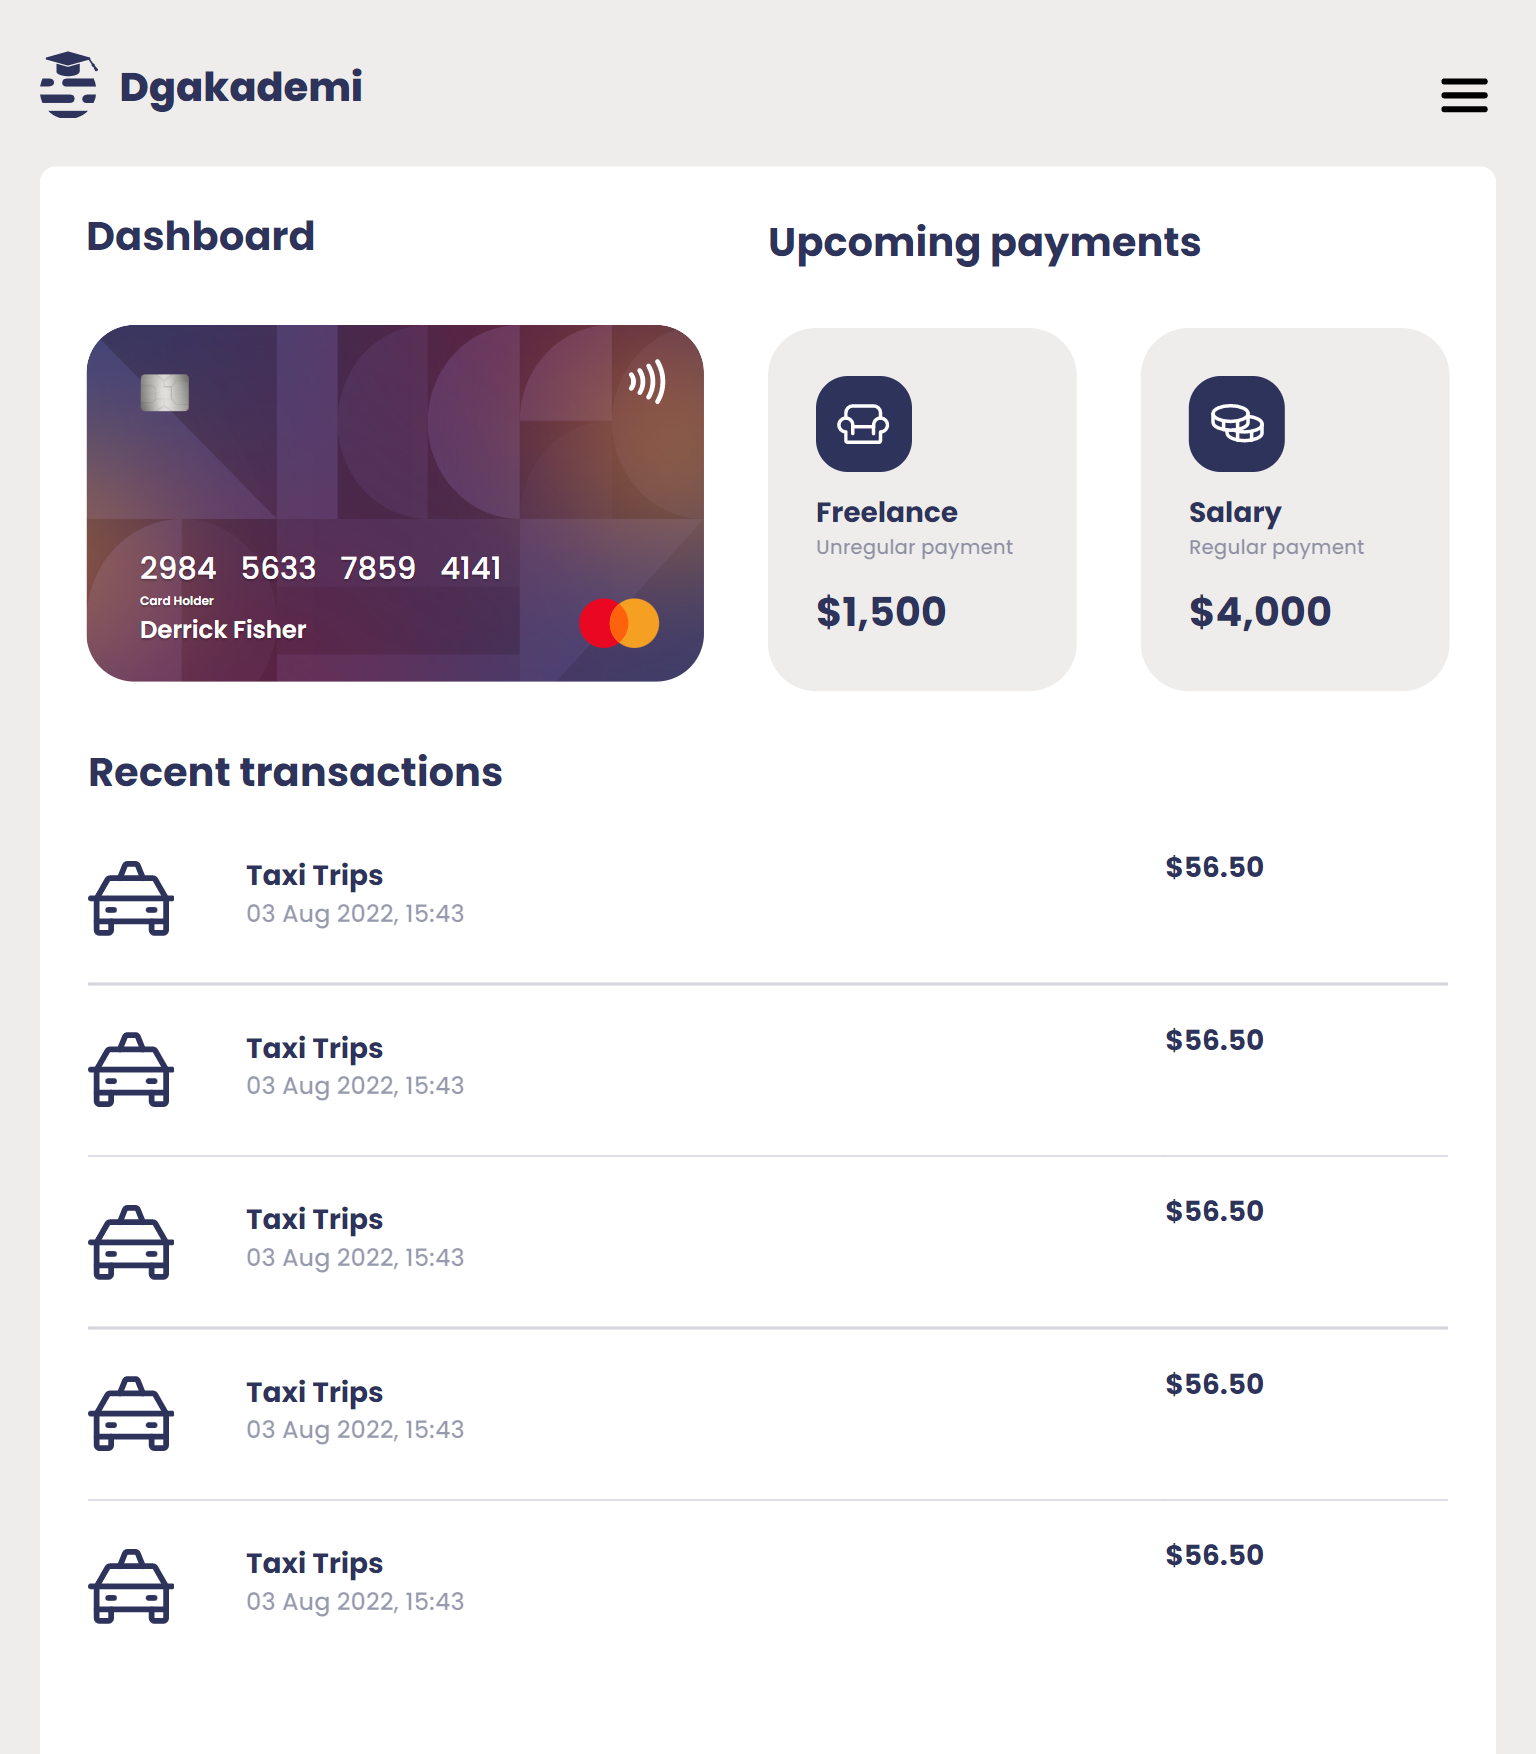 Dgakademi
Dashboard
Upcoming payments
2984 5633 7859 4141
Card Holder
Derrick Fisher
Freelance
Unregular payment
$1,500
Salary
Regular payment
$4,000
Recent transactions
Taxi Trips
$56.50
03 Aug 2022, 15:43
Taxi Trips
$56.50
03 Aug 2022, 15:43
Taxi Trips
$56.50
03 Aug 2022, 15:43
Taxi Trips
$56.50
03 Aug 2022, 15:43
Taxi Trips
$56.50
03 Aug 2022, 15:43